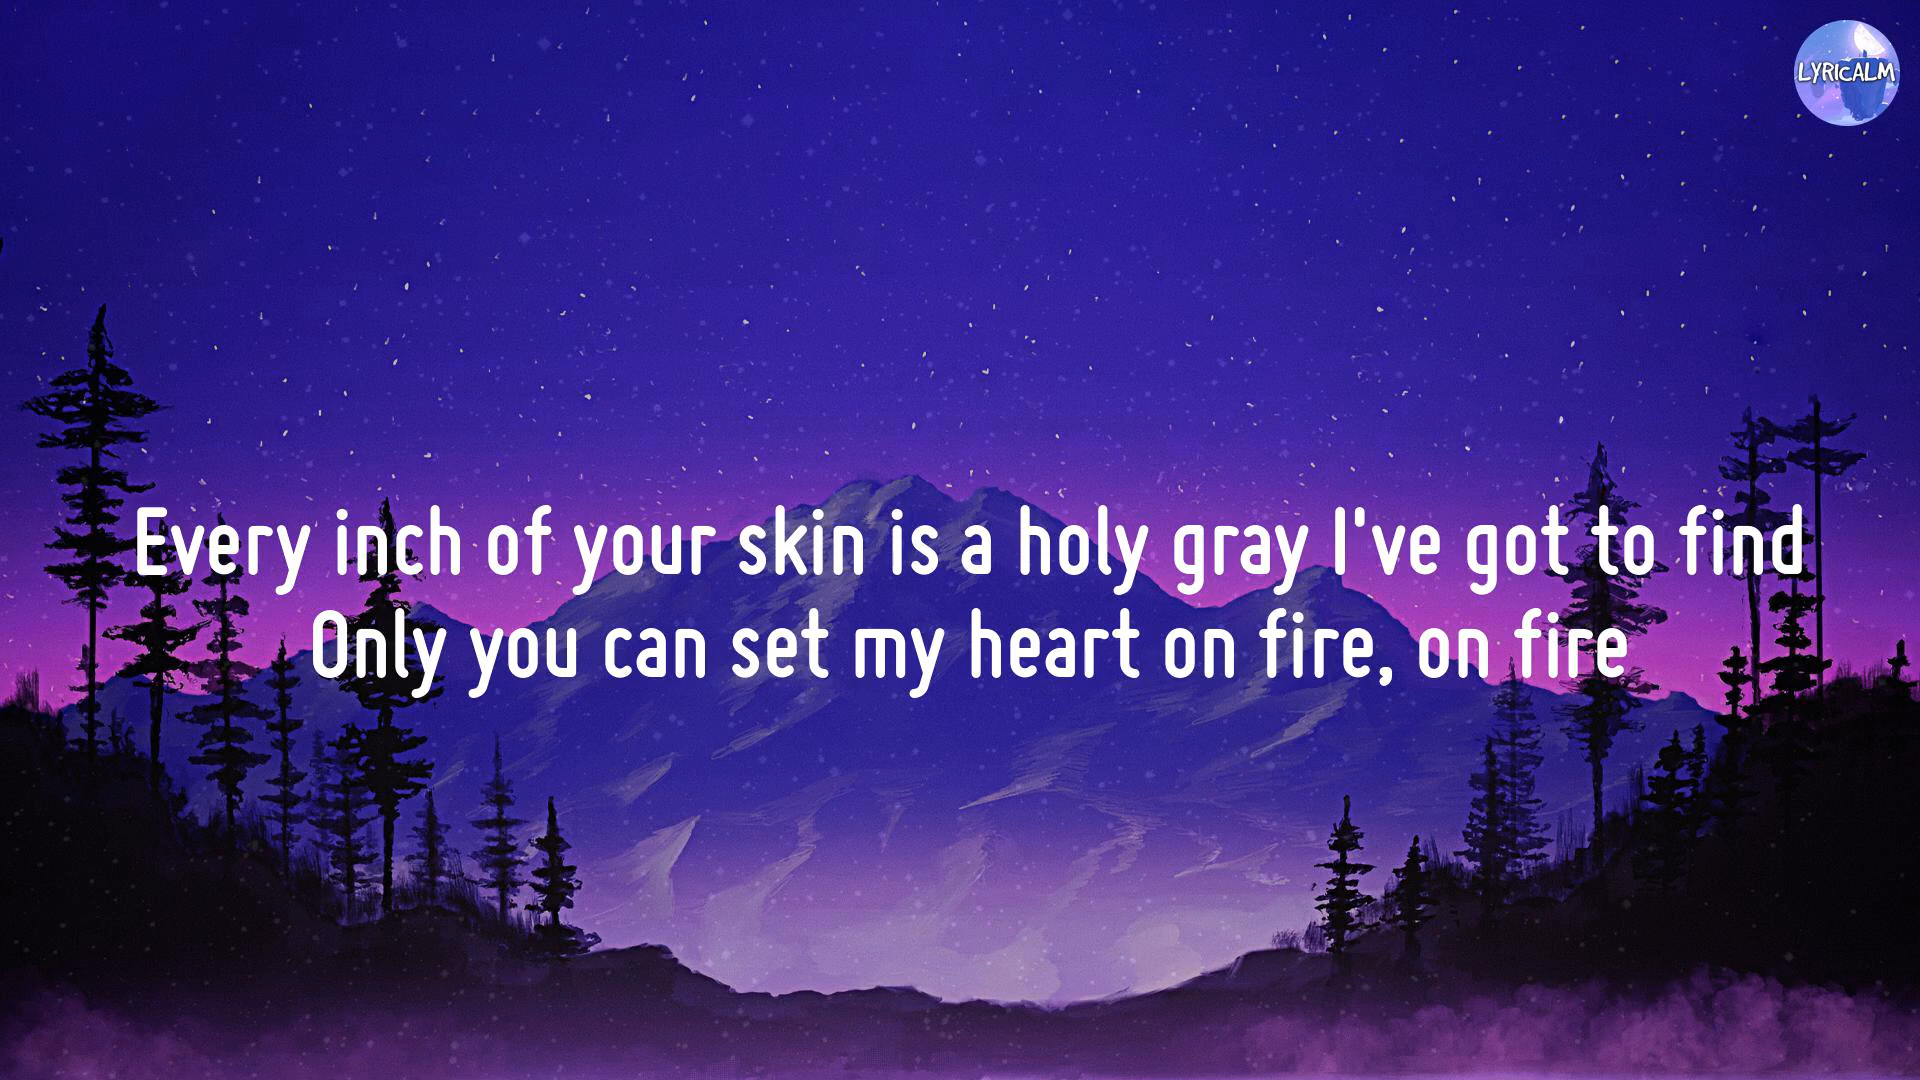 LYRICALM
Every inch of your skin is a holy gray I've got to find
Only you can set my heart on fire, on fire